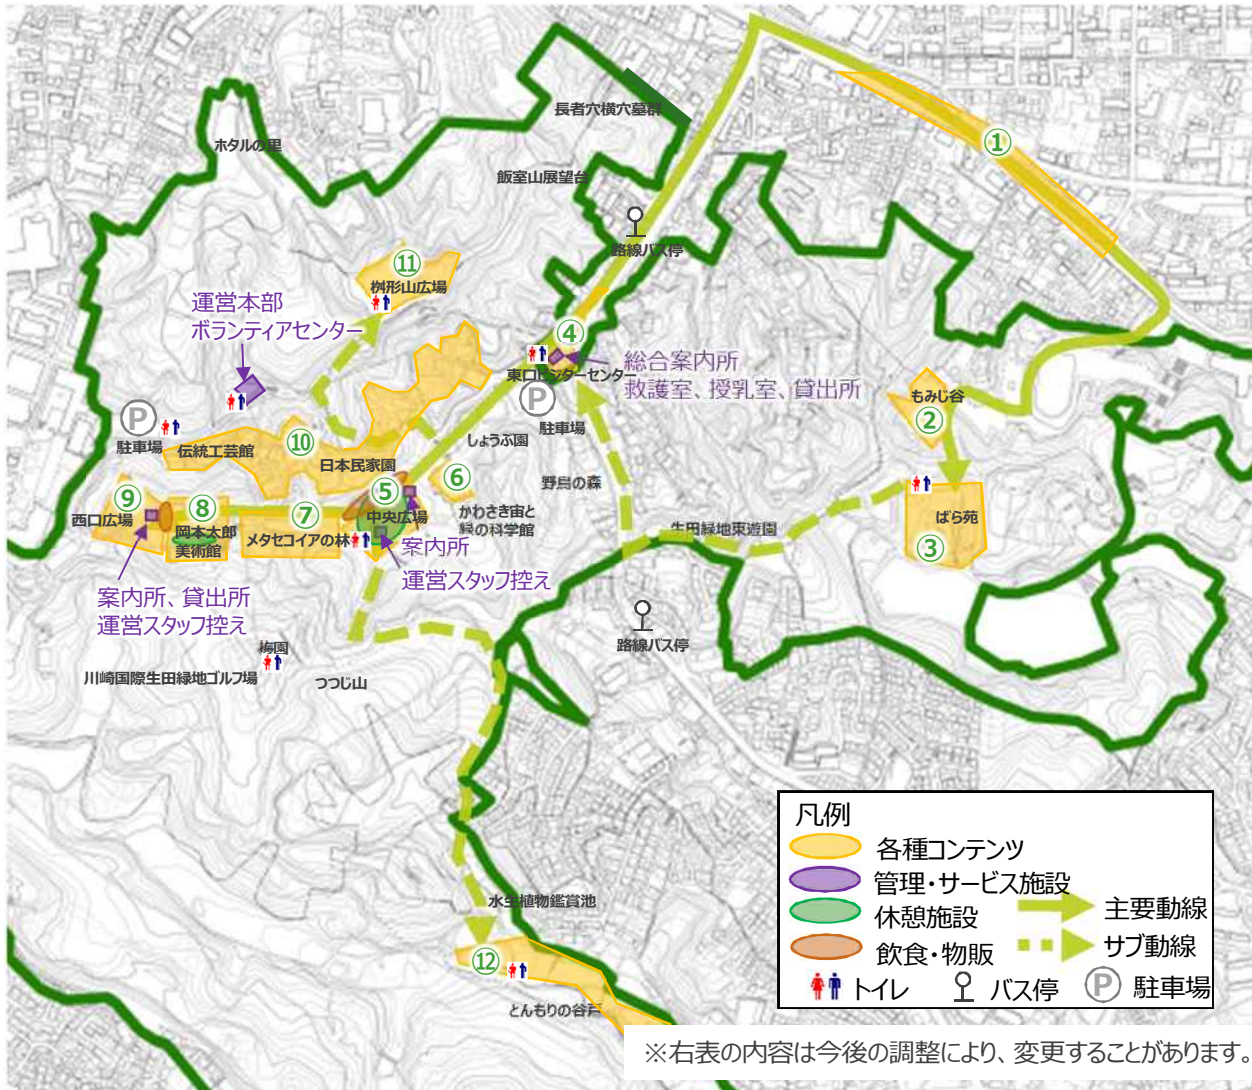 長者穴横穴墓群
①
ホタルの里
飯室山展望台
路線バス停
⑪
桝形山広場
運営本部
ボランティアセンター
④
総合案内所
救護室、授乳室、貸出所
東口ビジターセンター
もみじ谷
②
P
駐車場
P
駐車場
伝統工芸館
⑩
日本民家園
しょうぶ園
⑥
野鳥の森
⑨
西口広場
⑧
岡本太郎
美術館
⑦
メタセコイアの林
⑤
中央広場
かわさき宙と
緑の科学館
生田緑地東遊園
ばら苑
③
案内所
運営スタッフ控え
案内所、貸出所
運営スタッフ控え
路線バス停
梅園
川崎国際生田緑地ゴルフ場
つつじ山
水生植物鑑賞池
⑫
とんもりの谷戸
凡例
各種コンテンツ
管理・サービス施設
休憩施設
主要動線
飲食・物販
サブ動線
トイレ
バス停
P
駐車場
※右表の内容は今後の調整により、変更することがあります。